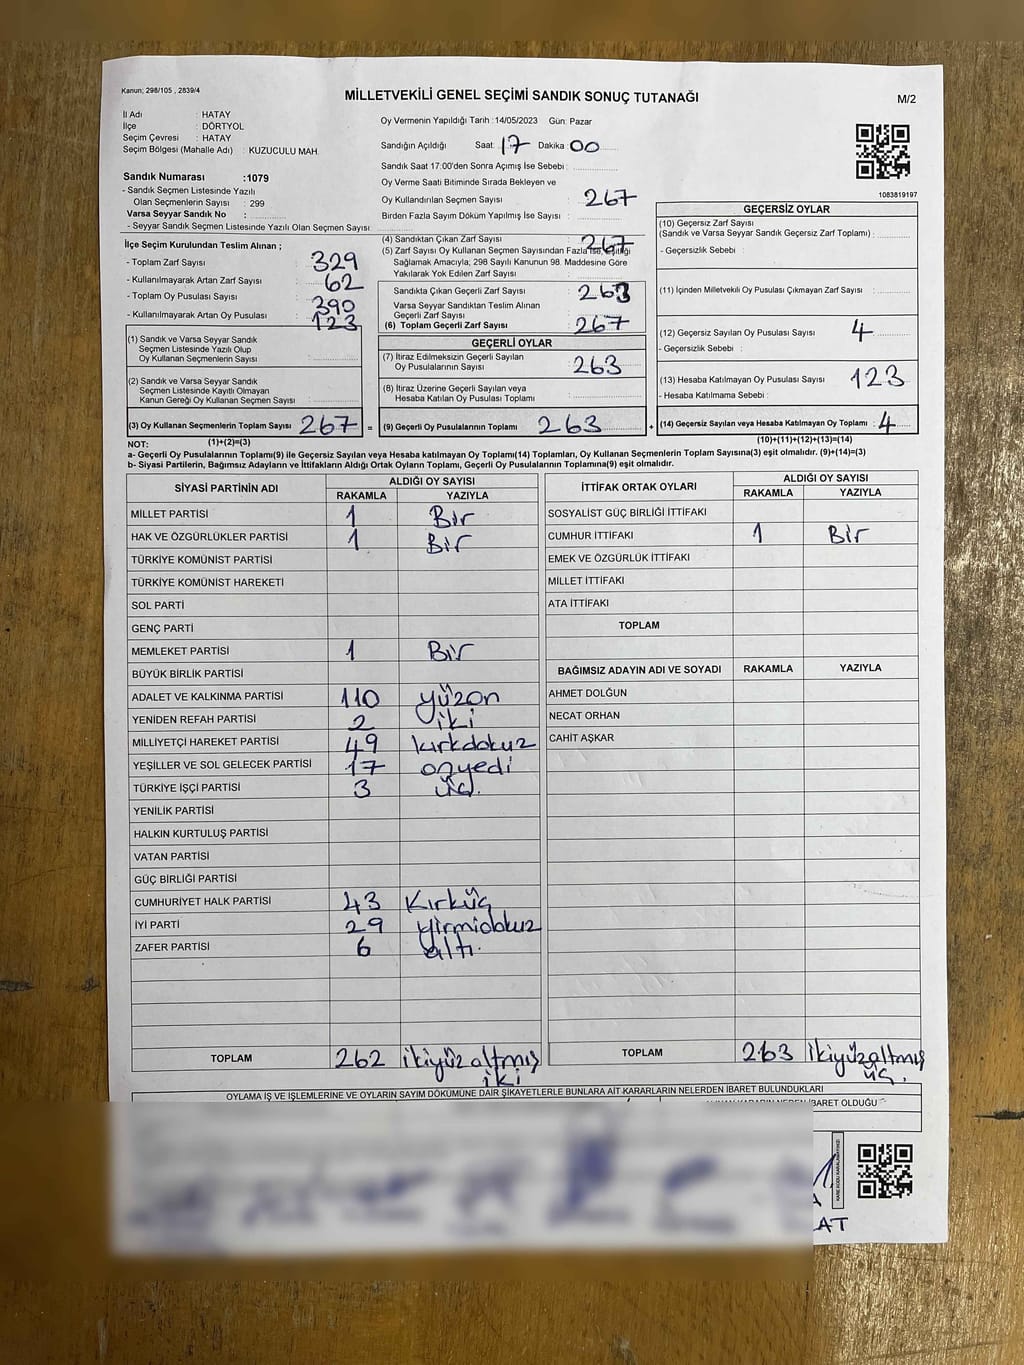 Kanun; 298/105 , 2839/4
MİLLETVEKİLİ GENEL SEÇİMİ SANDIK SONUÇ TUTANAĞI
M/2
İl Adı : HATAY
İlçe : DÖRTYOL
Seçim Çevresi : HATAY
Seçim Bölgesi (Mahalle Adı) : KUZUCULU MAH.
Oy Vermenin Yapıldığı Tarih :14/05/2023 Gün: Pazar
Sandığın Açıldığı Saat: 17 Dakika: 00
Sandık Saat 17:00'den Sonra Açımış İse Sebebi :
Sandık Numarası :1079
- Sandık Seçmen Listesinde Yazılı
Olan Seçmenlerin Sayısı : 299
Varsa Seyyar Sandık No :
- Seyyar Sandık Seçmen Listesinde Yazılı Olan Seçmen Sayısı
Oy Verme Saati Bitiminde Sırada Bekleyen ve
Oy Kullandırılan Seçmen Sayısı : 267
Birden Fazla Sayım Döküm Yapılmış İse Sayısı :
1083819197
İlçe Seçim Kurulundan Teslim Alınan ;
- Toplam Zarf Sayısı : 329
- Kullanılmayarak Artan Zarf Sayısı : 62
- Toplam Oy Pusulası Sayısı : 390
- Kullanılmayarak Artan Oy Pusulası : 123
(1) Sandık ve Varsa Seyyar Sandık
Seçmen Listesinde Yazılı Olup
Oy Kullanan Seçmenlerin Sayısı :
(2) Sandık ve Varsa Seyyar Sandık
Seçmen Listesinde Kayıtlı Olmayan
Kanun Gereği Oy Kullanan Seçmen Sayısı :
(3) Oy Kullanan Seçmenlerin Toplam Sayısı : 267 =
(1)+(2)=(3)
(4) Sandıktan Çıkan Zarf Sayısı : 267
(5) Zarf Sayısı Oy Kullanan Seçmen Sayısından Fazla İse, Eşitliği
Sağlamak Amacıyla; 298 Sayılı Kanunun 98. Maddesine Göre
Yakılarak Yok Edilen Zarf Sayısı :
Sandıkta Çıkan Geçerli Zarf Sayısı : 263
Varsa Seyyar Sandıktan Teslim Alınan
Geçerli Zarf Sayısı :
(6) Toplam Geçerli Zarf Sayısı : 267
GEÇERLİ OYLAR
(7) İtiraz Edilmeksizin Geçerli Sayılan
Oy Pusulalarının Sayısı : 263
(8) İtiraz Üzerine Geçerli Sayılan veya
Hesaba Katılan Oy Pusulası Toplamı :
(9) Geçerli Oy Pusulalarının Toplamı : 263 +
GEÇERSİZ OYLAR
(10) Geçersiz Zarf Sayısı
(Sandık ve Varsa Seyyar Sandık Geçersiz Zarf Toplamı) :
- Geçersizlik Sebebi :
(11) İçinden Milletvekili Oy Pusulası Çıkmayan Zarf Sayısı :
(12) Geçersiz Sayılan Oy Pusulası Sayısı : 4
- Geçersizlik Sebebi :
(13) Hesaba Katılmayan Oy Pusulası Sayısı : 123
- Hesaba Katılmama Sebebi :
(14) Geçersiz Sayılan veya Hesaba Katılmayan Oy Toplamı : 4
(10)+(11)+(12)+(13)=(14)
NOT:
a- Geçerli Oy Pusulalarının Toplamı(9) ile Geçersiz Sayılan veya Hesaba katılmayan Oy Toplamı(14) Toplamları, Oy Kullanan Seçmenlerin Toplam Sayısına(3) eşit olmalıdır. (9)+(14)=(3)
b- Siyasi Partilerin, Bağımsız Adayların ve İttifakların Aldığı Ortak Oyların Toplamı, Geçerli Oy Pusulalarının Toplamına(9) eşit olmalıdır.
SİYASİ PARTİNİN ADI ALDIĞI OY SAYISI
RAKAMLA YAZIYLA
MİLLET PARTİSİ 1 Bir
HAK VE ÖZGÜRLÜKLER PARTİSİ 1 Bir
TÜRKİYE KOMÜNİST PARTİSİ
TÜRKİYE KOMÜNİST HAREKETİ
SOL PARTİ
GENÇ PARTİ
MEMLEKET PARTİSİ 1 Bir
BÜYÜK BİRLİK PARTİSİ
ADALET VE KALKINMA PARTİSİ 110 yüzon
YENİDEN REFAH PARTİSİ 2 iki
MİLLİYETÇİ HAREKET PARTİSİ 49 kırkdokuz
YEŞİLLER VE SOL GELECEK PARTİSİ 17 onyedi
TÜRKİYE İŞÇİ PARTİSİ 3 üç.
YENİLİK PARTİSİ
HALKIN KURTULUŞ PARTİSİ
VATAN PARTİSİ
GÜÇ BİRLİĞİ PARTİSİ
CUMHURİYET HALK PARTİSİ 43 Kırküç
İYİ PARTİ 29 yirmidokuz
ZAFER PARTİSİ 6 altı.
TOPLAM 262 ikiyüz altmış
iki
İTTİFAK ORTAK OYLARI ALDIĞI OY SAYISI
RAKAMLA YAZIYLA
SOSYALİST GÜÇ BİRLİĞİ İTTİFAKI
CUMHUR İTTİFAKI 1 Bir
EMEK VE ÖZGÜRLÜK İTTİFAKI
MİLLET İTTİFAKI
ATA İTTİFAKI
TOPLAM
BAĞIMSIZ ADAYIN ADI VE SOYADI RAKAMLA YAZIYLA
AHMET DOLĞUN
NECAT ORHAN
CAHİT AŞKAR
TOPLAM 263 ikiyüzaltmış
üç.
OYLAMA İŞ VE İŞLEMLERİNE VE OYLARIN SAYIM DÖKÜMÜNE DAİR ŞİKAYETLERLE BUNLARA AİT KARARLARIN NELERDEN İBARET BULUNDUKLARI
İBARET OLDUĞU
KARE KODU KARALAMAYINIZ!